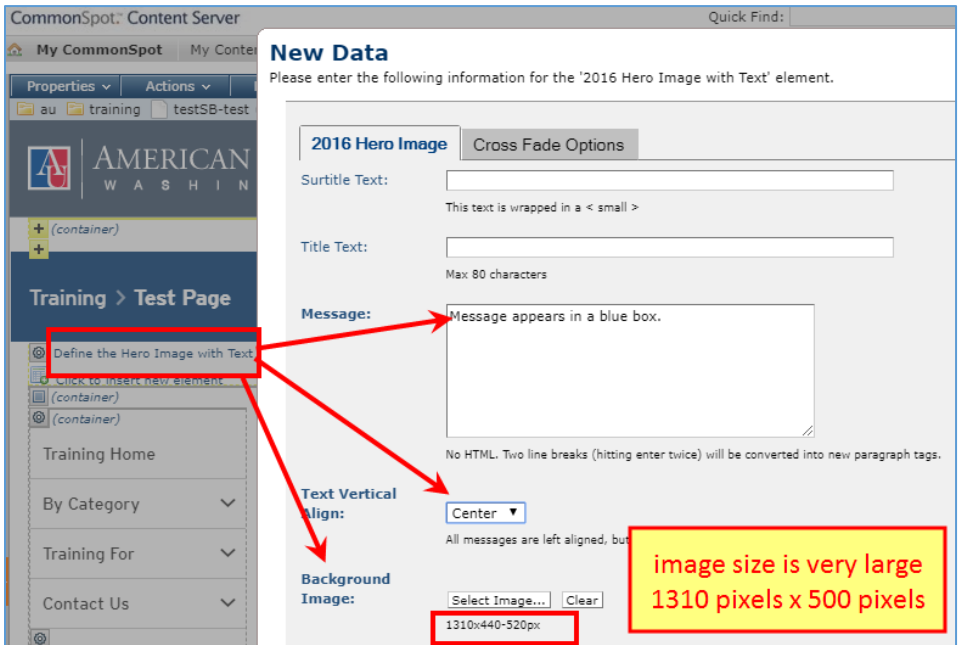 CommonSpot:: Content Server
Quick Find:
My CommonSpot My Conte
New Data
Please enter the following information for the '2016 Hero Image with Text' element.
Properties Actions
au training testSB-test
2016 Hero Image Cross Fade Options
AMERICAN
WASHIN
Surtitle Text:
This text is wrapped in a < small >
(container)
Title Text:
Max 80 characters
Training > Test Page
Message:
Message appears in a blue box.
Define the Hero Image with Text
Click to insert new element
(container)
(container)
Training Home
No HTML. Two line breaks (hitting enter twice) will be converted into new paragraph tags.
By Category
Text Vertical
Align:
Center
All messages are left aligned, but
Training For
image size is very large
1310 pixels x 500 pixels
Background
Image:
Select Image... Clear
Contact Us
1310x440-520px